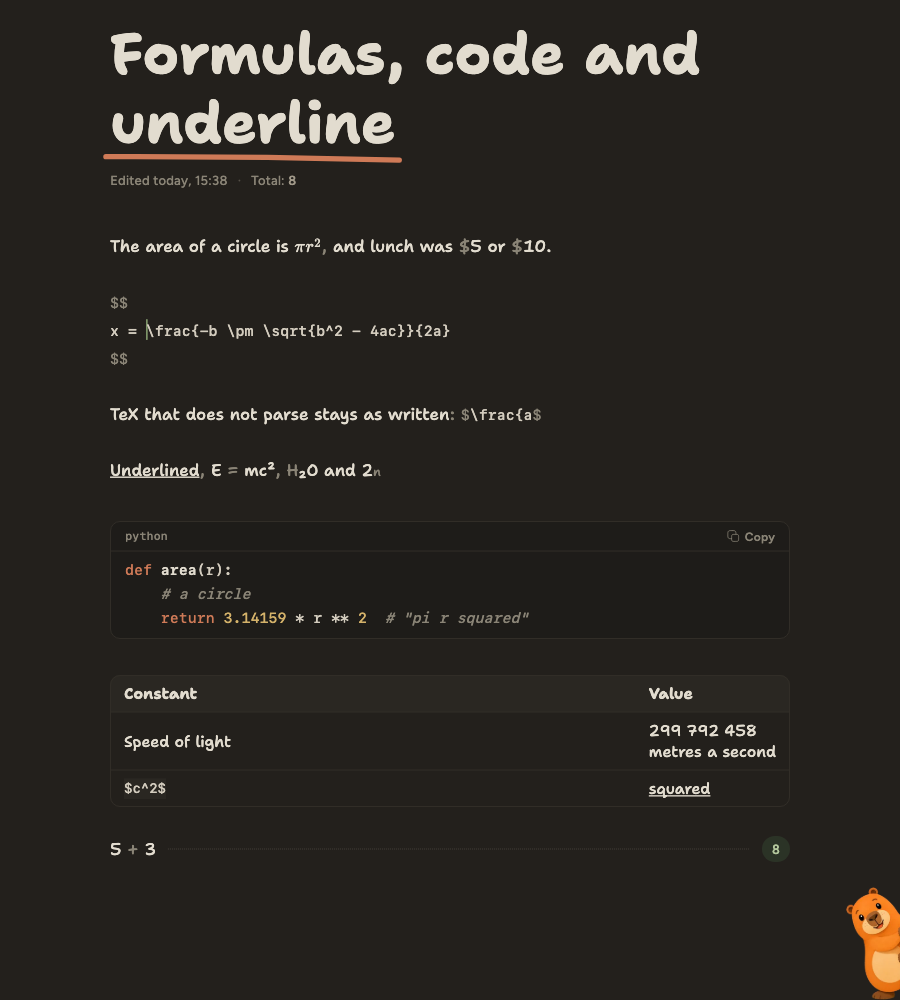 Formulas, code and
underline
Edited today, 15:38 · Total: 8
The area of a circle is πr², and lunch was $5 or $10.
$$
x = \frac{-b \pm \sqrt{b^2 - 4ac}}{2a}
$$
TeX that does not parse stays as written: $\frac{a$
Underlined, E = mc², H₂O and 2n
python Copy
def area(r):
    # a circle
    return 3.14159 * r ** 2  # "pi r squared"
Constant Value
Speed of light 299 792 458
metres a second
$c^2$ squared
5 + 3 8